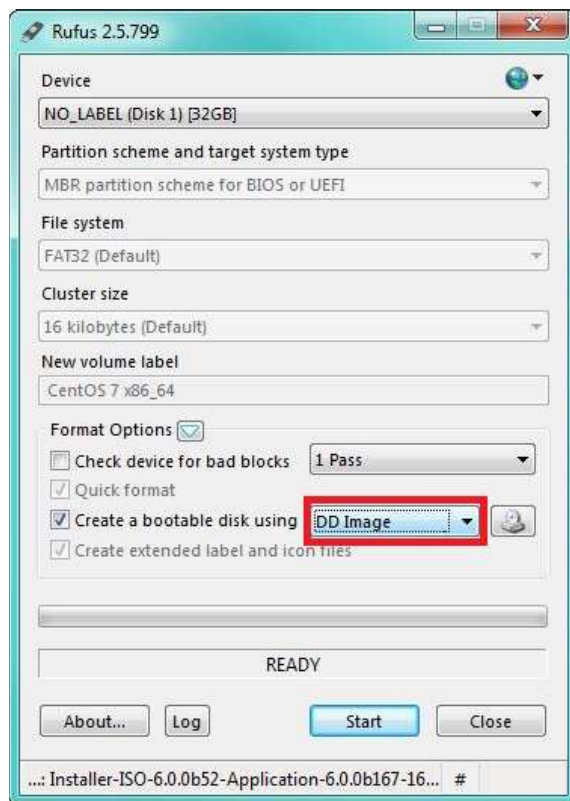 Rufus 2.5.799
Device
NO_LABEL (Disk 1) [32GB]
Partition scheme and target system type
MBR partition scheme for BIOS or UEFI
File system
FAT32 (Default)
Cluster size
16 kilobytes (Default)
New volume label
CentOS 7 x86_64
Format Options
Check device for bad blocks 1 Pass
Quick format
Create a bootable disk using DD Image
Create extended label and icon files
READY
About... Log Start Close
...: Installer-ISO-6.0.0b52-Application-6.0.0b167-16... #